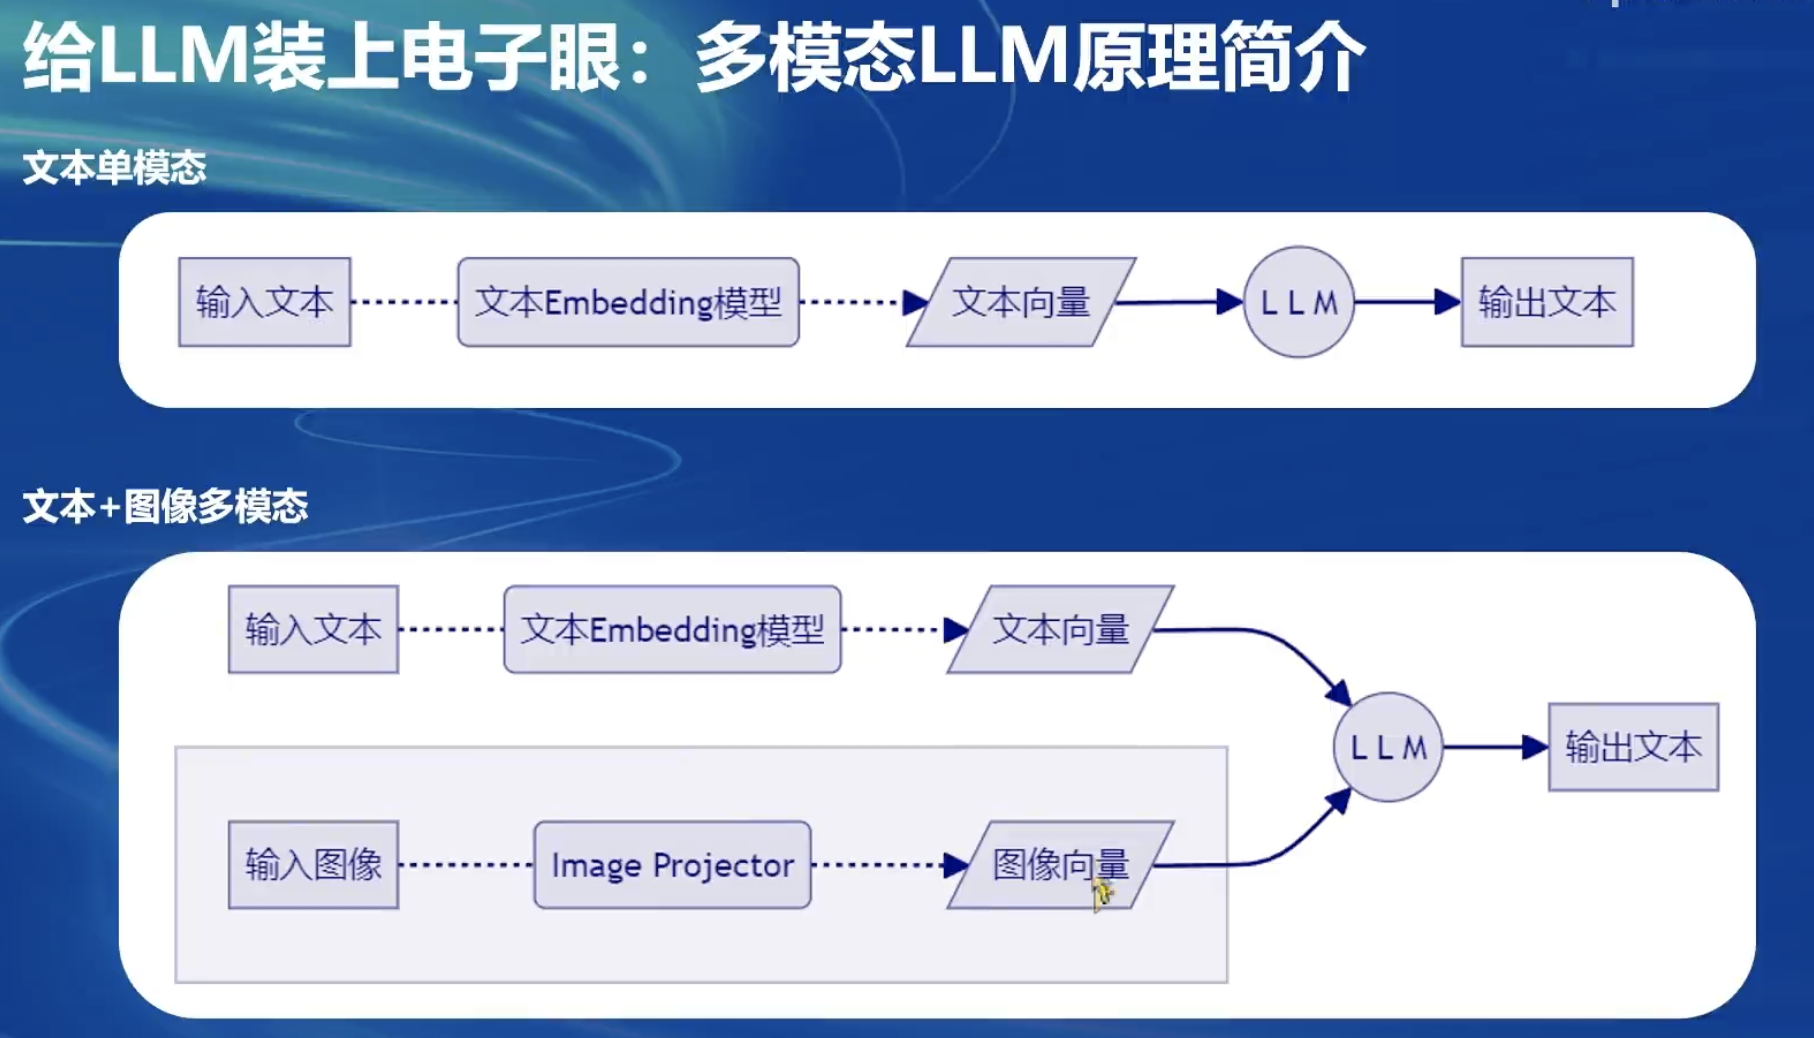 给LLM装上电子眼：多模态LLM原理简介
文本单模态
输入文本
文本Embedding模型
文本向量
LLM
输出文本
文本+图像多模态
输入文本
文本Embedding模型
文本向量
LLM
输出文本
输入图像
Image Projector
图像向量